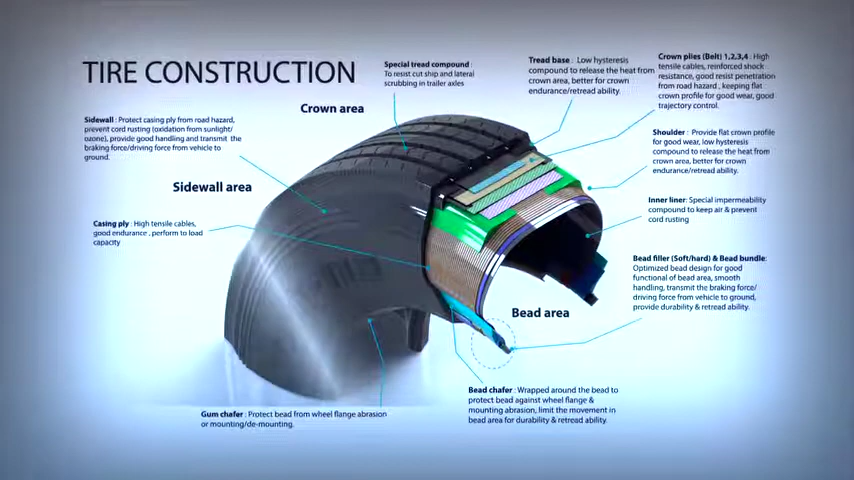 TIRE CONSTRUCTION
Special tread compound :
To resist cut ship and lateral
scrubbing in trailer axles
Crown area
Tread base : Low hysteresis
compound to release the heat from
crown area, better for crown
endurance/retread ability.
Crown plies (Belt) 1,2,3,4 : High
tensile cables, reinforced shock
resistance, good resist penetration
from road hazard , keeping flat
crown profile for good wear, good
trajectory control.
Sidewall : Protect casing ply from road hazard,
prevent cord rusting (oxidation from sunlight/
ozone), provide good handling and transmit the
braking force/driving force from vehicle to
ground.
Shoulder : Provide flat crown profile
for good wear, low hysteresis
compound to release the heat from
crown area, better for crown
endurance/retread ability.
Sidewall area
Inner liner: Special impermeability
compound to keep air & prevent
cord rusting
Casing ply : High tensile cables,
good endurance , perform to load
capacity
Bead filler (Soft/hard) & Bead bundle:
Optimized bead design for good
functional of bead area, smooth
handling, transmit the braking force/
driving force from vehicle to ground,
provide durability & retread ability.
Bead area
Bead chafer : Wrapped around the bead to
protect bead against wheel flange &
mounting abrasion, limit the movement in
bead area for durability & retread ability.
Gum chafer : Protect bead from wheel flange abrasion
or mounting/de-mounting.